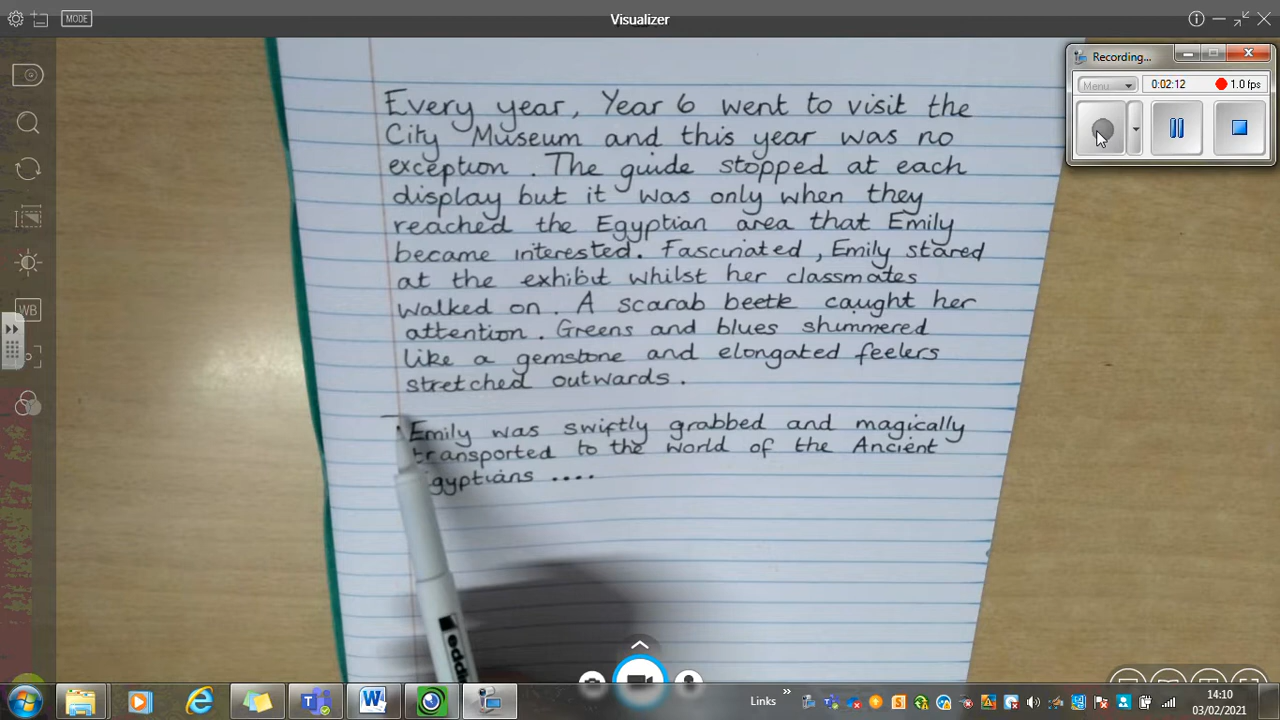 MODE
Visualizer
Recording...
Menu
0:02:12
1.0 fps
WB
Every year, Year 6 went to visit the
City Museum and this year was no
exception. The guide stopped at each
display but it was only when they
reached the Egyptian area that Emily
became interested. Fascinated, Emily stared
at the exhibit whilst her classmates
walked on. A scarab beetle caught her
attention. Greens and blues shimmered
like a gemstone and elongated feelers
stretched outwards.
Emily was swiftly grabbed and magically
transported to the world of the Ancient
Egyptians ....
Links
14:10
03/02/2021